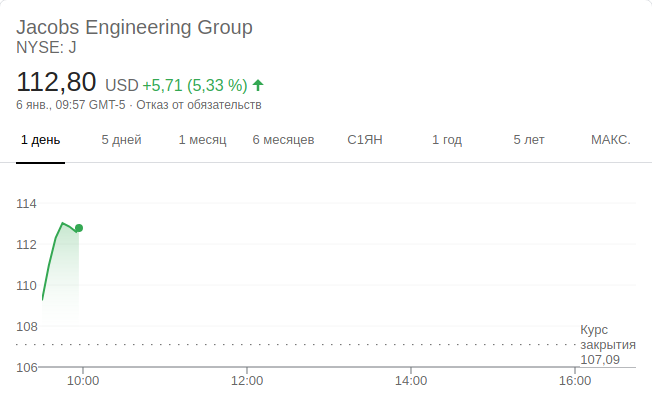 Jacobs Engineering Group
NYSE: J
112,80 USD +5,71 (5,33 %)
6 янв., 09:57 GMT-5 · Отказ от обязательств
1 день 5 дней 1 месяц 6 месяцев С1ЯН 1 год 5 лет МАКС.
114
112
110
108
Курс
закрытия
107,09
106
10:00 12:00 14:00 16:00